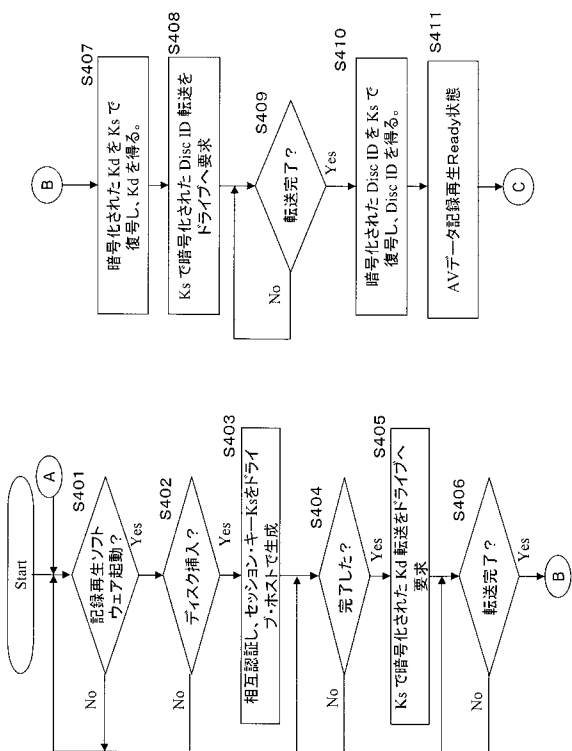 Start
A
S401
記録再生ソフト
ウェア起動？
No
Yes
S402
ディスク挿入？
No
Yes
S403
相互認証し、セッション・キーKsをドライ
ブ・ホストで生成
S404
完了した？
No
Yes
S405
Ksで暗号化されたKd転送をドライブへ
要求
S406
転送完了？
No
Yes
B
B
S407
暗号化されたKdをKsで
復号し、Kdを得る。
S408
Ksで暗号化されたDisc ID転送を
ドライブへ要求
S409
転送完了？
No
Yes
S410
暗号化されたDisc IDをKsで
復号し、Disc IDを得る。
S411
AVデータ記録再生Ready状態
C